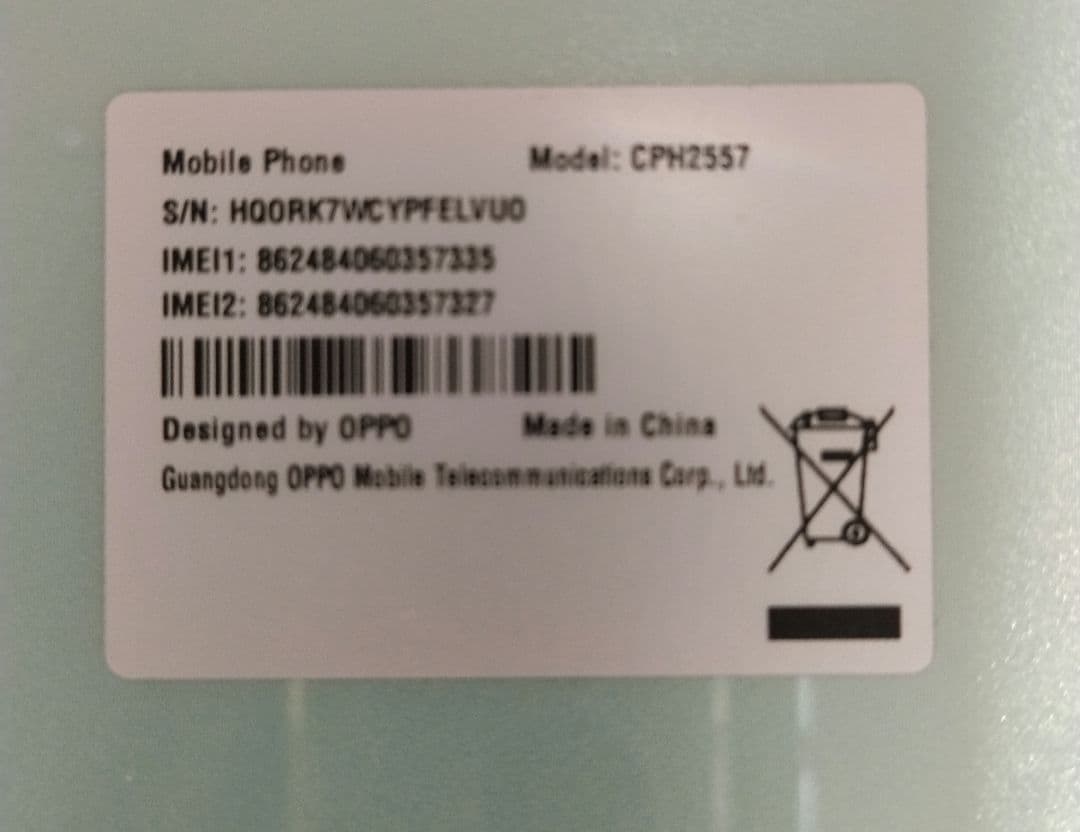 Mobile Phone Model: CPH2557
S/N: HQ0RK7WCYPFELVU0
IMEI1: 862484060357335
IMEI2: 862484060357327
Designed by OPPO Made in China
Guangdong OPPO Mobile Telecommunications Corp., Ltd.